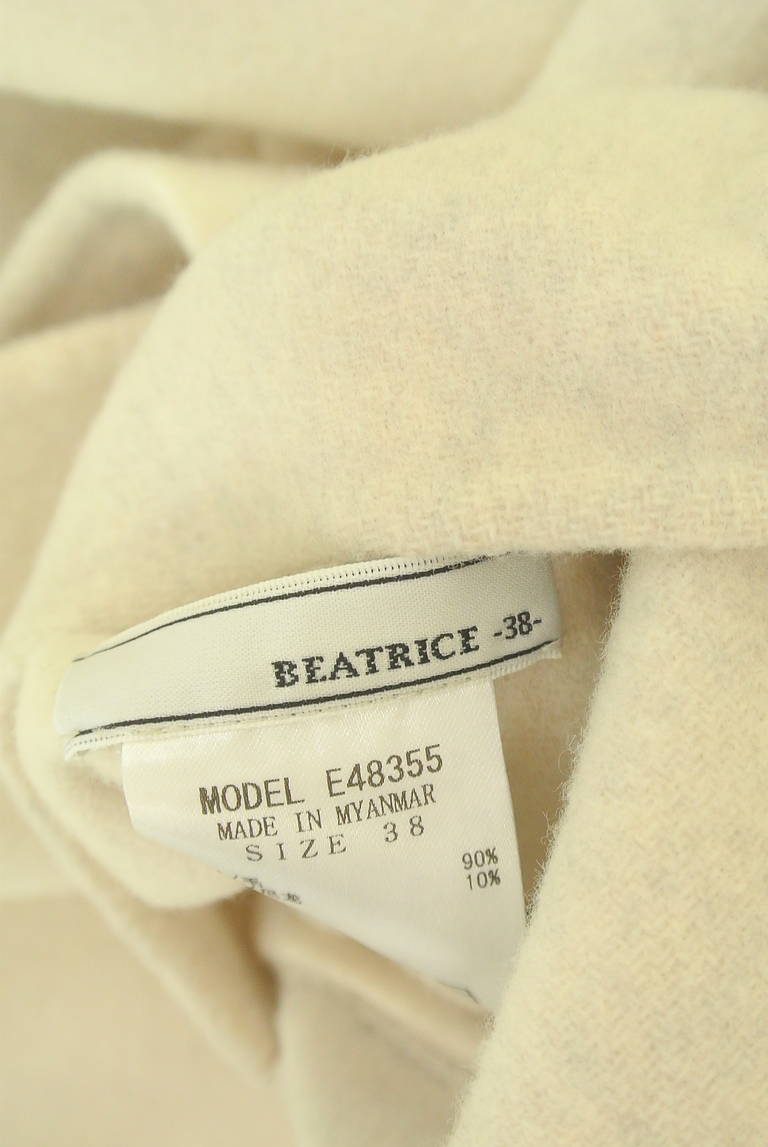 BEATRICE -38-
MODEL E48355
MADE IN MYANMAR
SIZE 38
90%
10%